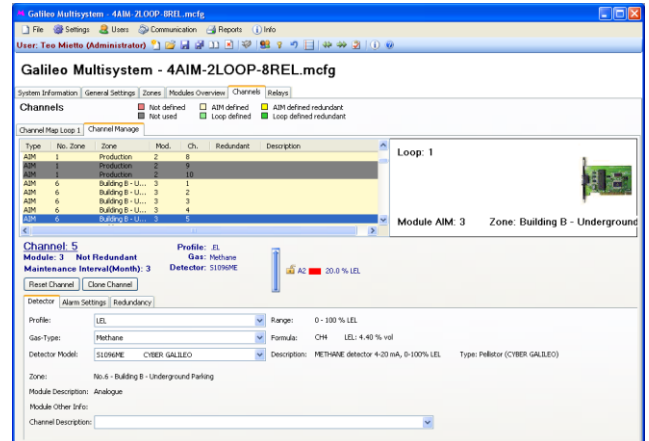 Galileo Multisystem - 4AIM-2LOOP-8REL.mcfg
File Settings Users Communication Reports Info
User: Teo Mietto (Administrator)
Galileo Multisystem - 4AIM-2LOOP-8REL.mcfg
System Information General Settings Zones Modules Overview Channels Relays
Channels Not defined AIM defined AIM defined redundant
Not used Loop defined Loop defined redundant
Channel Map Loop 1 Channel Manage
Type No. Zone Zone Mod. Ch. Redundant Description
AIM 1 Production 2 8
AIM 1 Production 2 9
AIM 1 Production 2 10
AIM 6 Building B - U... 3 1
AIM 6 Building B - U... 3 2
AIM 6 Building B - U... 3 3
AIM 6 Building B - U... 3 4
AIM 6 Building B - U... 3 5
Loop: 1
Module AIM: 3 Zone: Building B - Underground
Channel: 5 Profile: .EL
Module: 3 Not Redundant Gas: Methane
Maintenance Interval(Month): 3 Detector: S1096ME
A2 20.0 % LEL
Reset Channel Clone Channel
Detector Alarm Settings Redundancy
Profile: LEL Range: 0 - 100 % LEL
Gas-Type: Methane Formula: CH4 LEL: 4.40 % vol
Detector Model: S1096ME CYBER GALILEO Description: METHANE detector 4-20 mA, 0-100% LEL Type: Pellistor (CYBER GALILEO)
Zone: No.6 - Building B - Underground Parking
Module Description: Analogue
Module Other Info:
Channel Description: